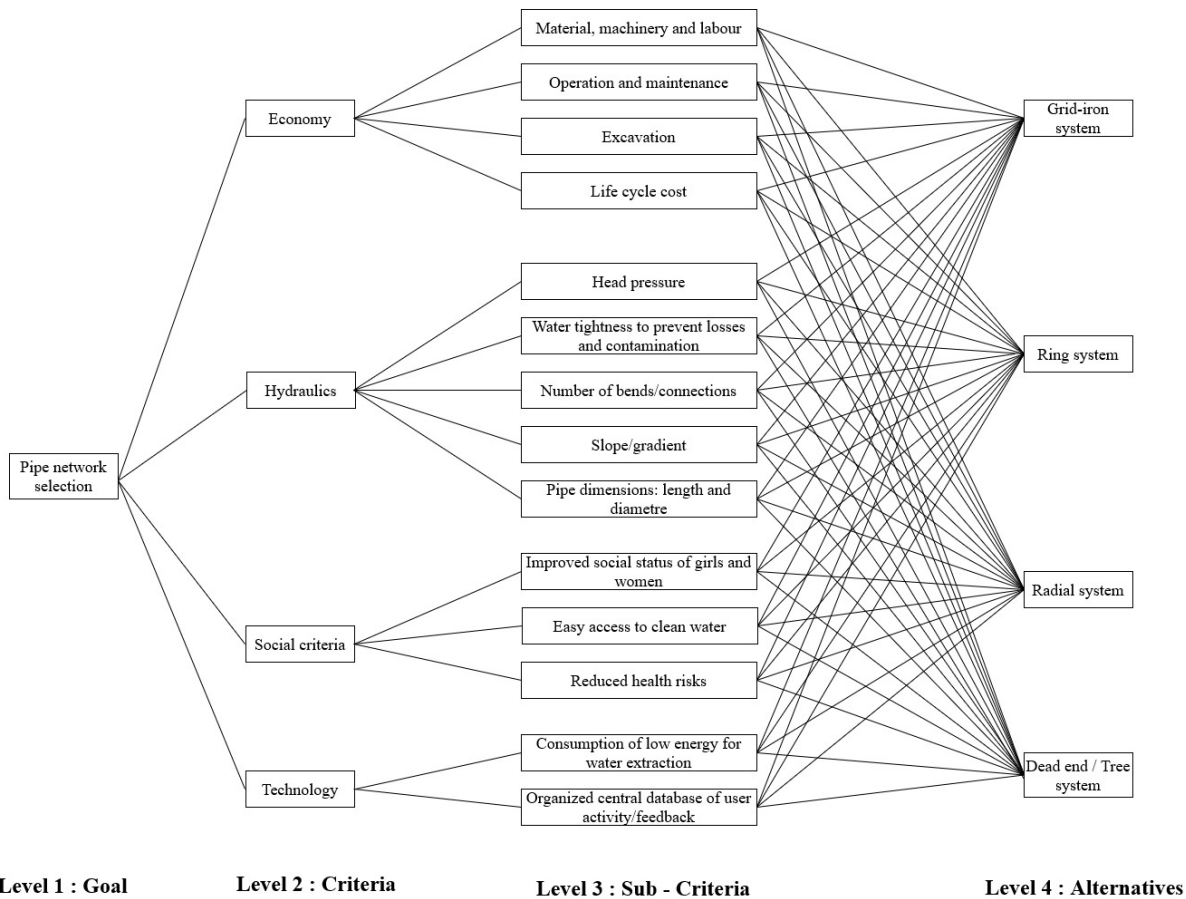 Pipe network
selection
Economy
Hydraulics
Social criteria
Technology
Material, machinery and labour
Operation and maintenance
Excavation
Life cycle cost
Head pressure
Water tightness to prevent losses
and contamination
Number of bends/connections
Slope/gradient
Pipe dimensions: length and
diametre
Improved social status of girls and
women
Easy access to clean water
Reduced health risks
Consumption of low energy for
water extraction
Organized central database of user
activity/feedback
Grid-iron
system
Ring system
Radial system
Dead end / Tree
system
Level 1 : Goal
Level 2 : Criteria
Level 3 : Sub - Criteria
Level 4 : Alternatives